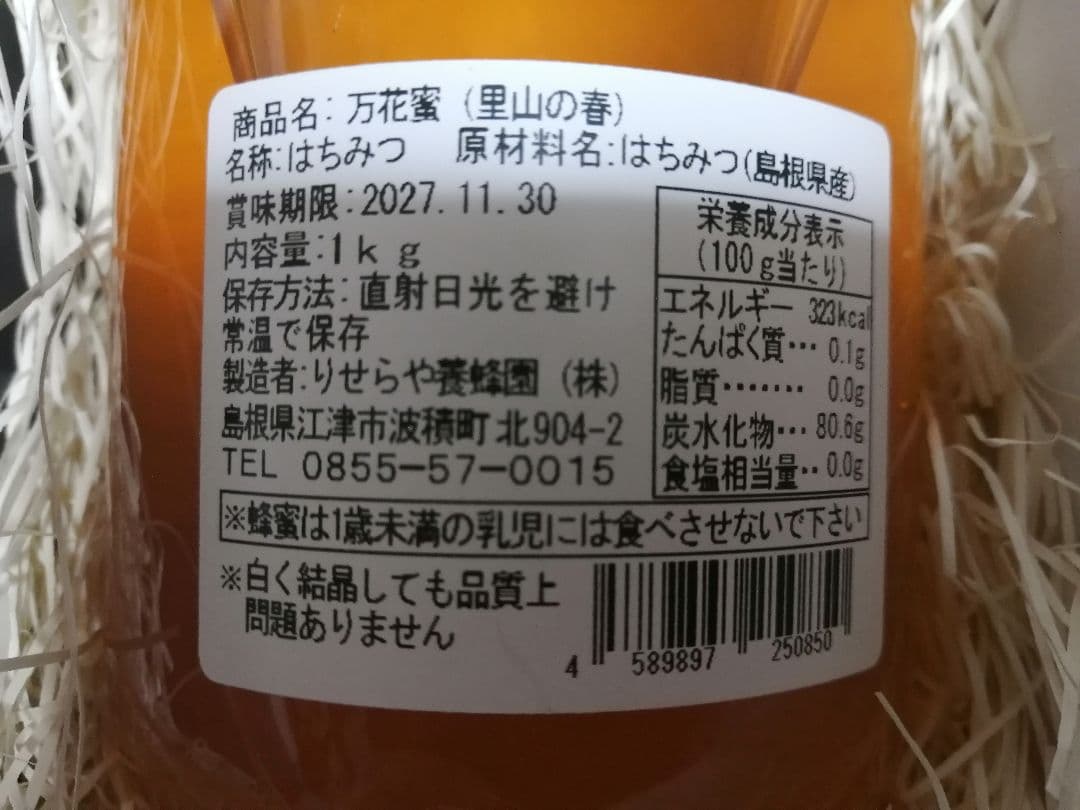 商品名：万花蜜（里山の春）
名称：はちみつ　原材料名：はちみつ(島根県産)
賞味期限：2027.11.30
内容量：1ｋｇ
保存方法：直射日光を避け
常温で保存
製造者：りせらや養蜂園（株）
島根県江津市波積町北904-2
TEL 0855-57-0015
栄養成分表示
(100ｇ当たり)
エネルギー 323kcal
たんぱく質… 0.1g
脂質…… 0.0g
炭水化物… 80.6g
食塩相当量‥ 0.0g
※蜂蜜は1歳未満の乳児には食べさせないで下さい
※白く結晶しても品質上
問題ありません
4 589897 250850